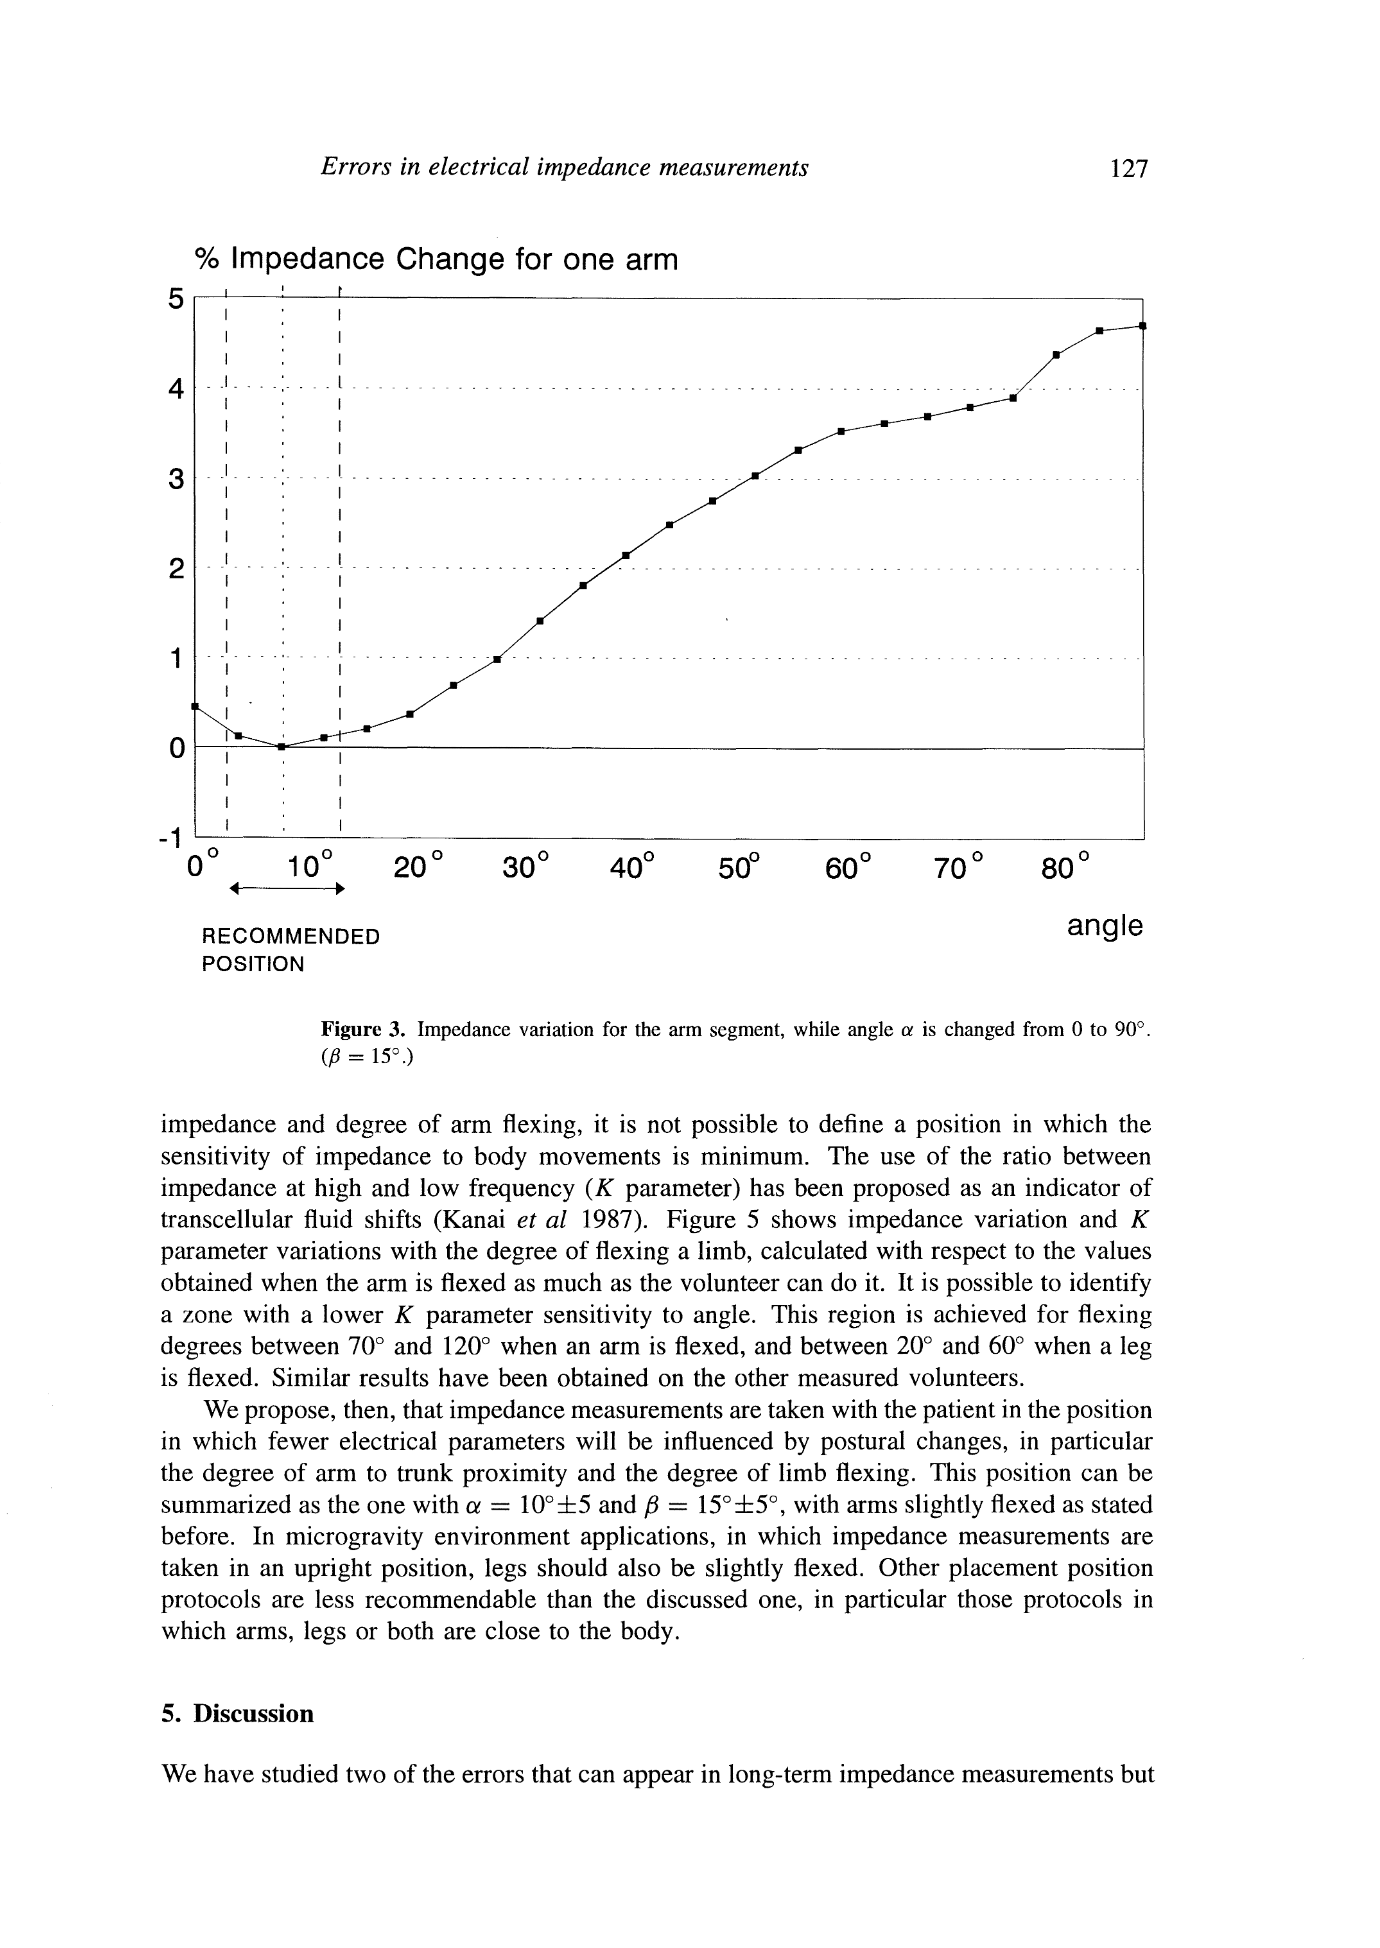 Errors in electrical impedance measurements 127
% Impedance Change for one arm
5
4
3
2
1
0
-1
0° 10° 20° 30° 40° 50° 60° 70° 80°
angle
RECOMMENDED
POSITION
Figure 3. Impedance variation for the arm segment, while angle α is changed from 0 to 90°.
(β = 15°.)
impedance and degree of arm flexing, it is not possible to define a position in which the
sensitivity of impedance to body movements is minimum. The use of the ratio between
impedance at high and low frequency (K parameter) has been proposed as an indicator of
transcellular fluid shifts (Kanai et al 1987). Figure 5 shows impedance variation and K
parameter variations with the degree of flexing a limb, calculated with respect to the values
obtained when the arm is flexed as much as the volunteer can do it. It is possible to identify
a zone with a lower K parameter sensitivity to angle. This region is achieved for flexing
degrees between 70° and 120° when an arm is flexed, and between 20° and 60° when a leg
is flexed. Similar results have been obtained on the other measured volunteers.
We propose, then, that impedance measurements are taken with the patient in the position
in which fewer electrical parameters will be influenced by postural changes, in particular
the degree of arm to trunk proximity and the degree of limb flexing. This position can be
summarized as the one with α = 10°±5 and β = 15°±5°, with arms slightly flexed as stated
before. In microgravity environment applications, in which impedance measurements are
taken in an upright position, legs should also be slightly flexed. Other placement position
protocols are less recommendable than the discussed one, in particular those protocols in
which arms, legs or both are close to the body.
5. Discussion
We have studied two of the errors that can appear in long-term impedance measurements but